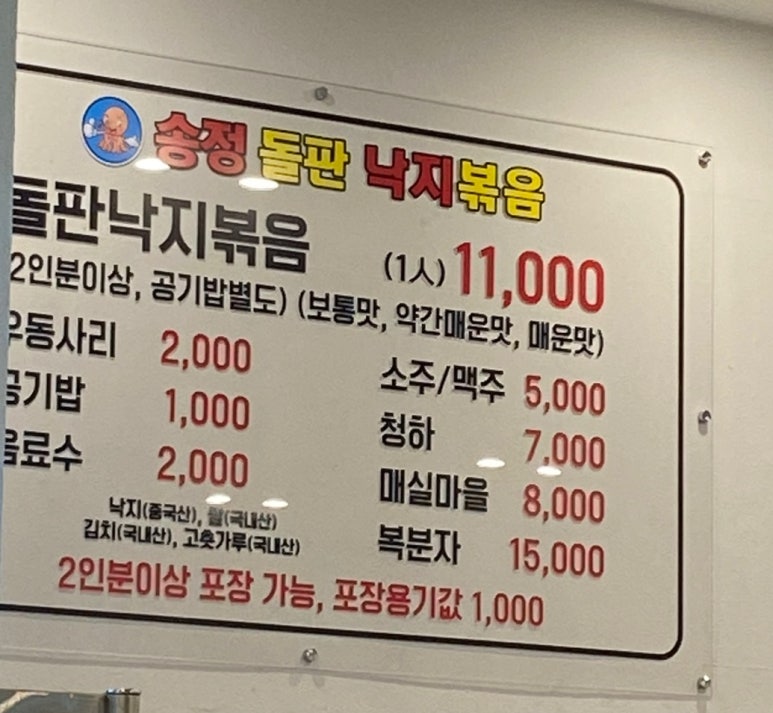 송정 돌판 낙지볶음
돌판낙지볶음 (1人) 11,000
2인분이상, 공기밥별도) (보통맛, 약간매운맛, 매운맛)
우동사리 2,000
공기밥 1,000
음료수 2,000
소주/맥주 5,000
청하 7,000
매실마을 8,000
복분자 15,000
낙지(중국산), 쌀(국내산)
김치(국내산), 고춧가루(국내산)
2인분이상 포장 가능, 포장용기값 1,000